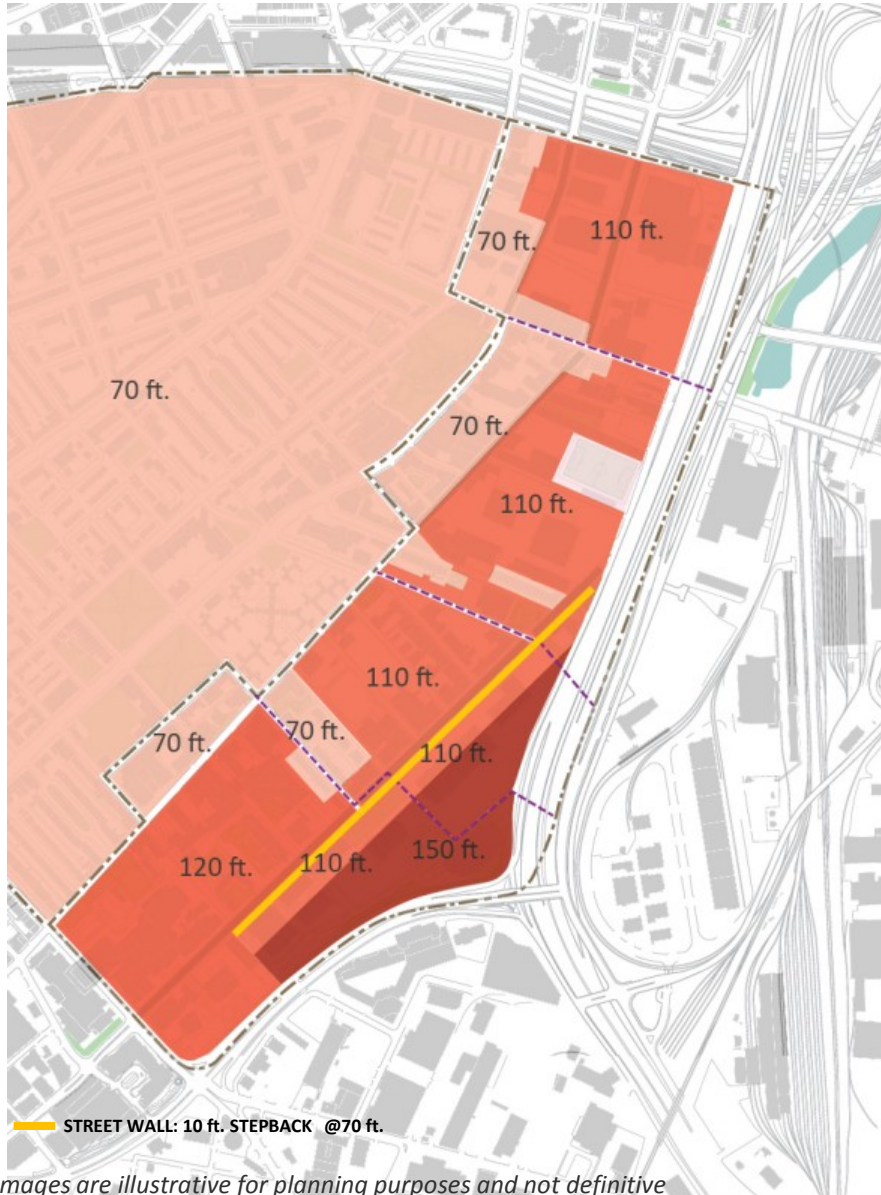 70 ft.
110 ft.
70 ft.
70 ft.
110 ft.
110 ft.
70 ft.
70 ft.
110 ft.
120 ft.
110 ft.
150 ft.
STREET WALL: 10 ft. STEPBACK @70 ft.
mages are illustrative for planning purposes and not definitive